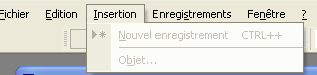 Fichier Edition Insertion Enregistrements Fenêtre ?
Nouvel enregistrement CTRL++
Objet...